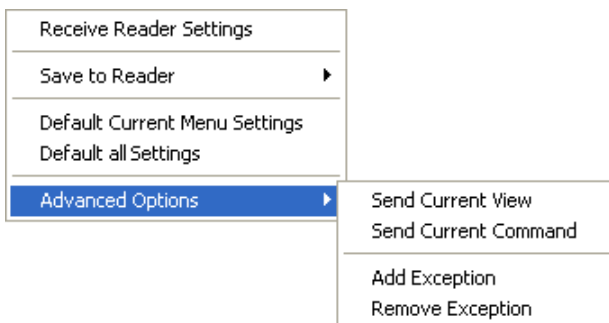 Receive Reader Settings
Save to Reader
Default Current Menu Settings
Default all Settings
Advanced Options
Send Current View
Send Current Command
Add Exception
Remove Exception